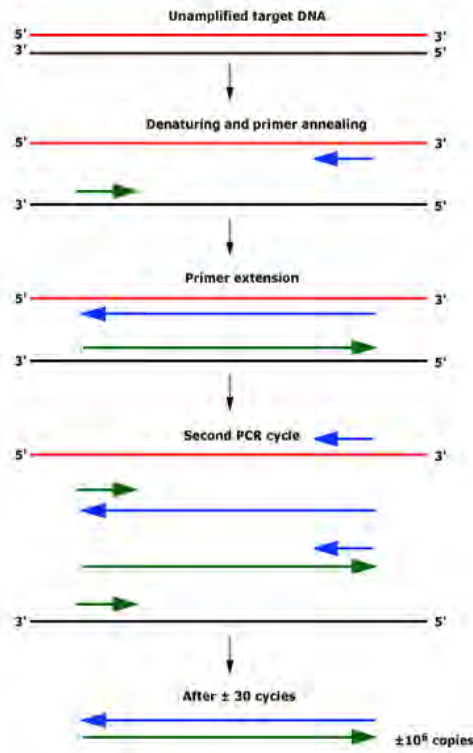 Unamplified target DNA
5' 3'
3' 5'
Denaturing and primer annealing
5' 3'
3' 5'
Primer extension
5' 3'
3' 5'
Second PCR cycle
5' 3'
3' 5'
After ± 30 cycles
±10⁶ copies